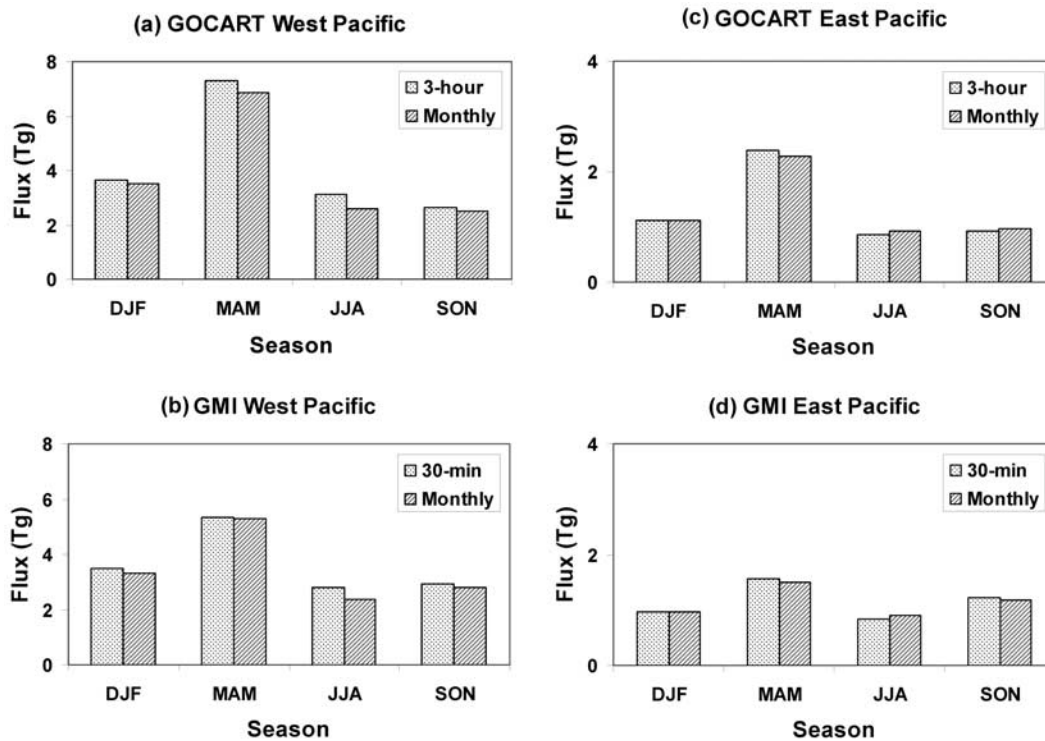 (a) GOCART West Pacific
Flux (Tg)
8
6
4
2
0
3-hour
Monthly
DJF MAM JJA SON
Season
(c) GOCART East Pacific
Flux (Tg)
4
2
0
3-hour
Monthly
DJF MAM JJA SON
Season
(b) GMI West Pacific
Flux (Tg)
8
6
4
2
0
30-min
Monthly
DJF MAM JJA SON
Season
(d) GMI East Pacific
Flux (Tg)
4
2
0
30-min
Monthly
DJF MAM JJA SON
Season